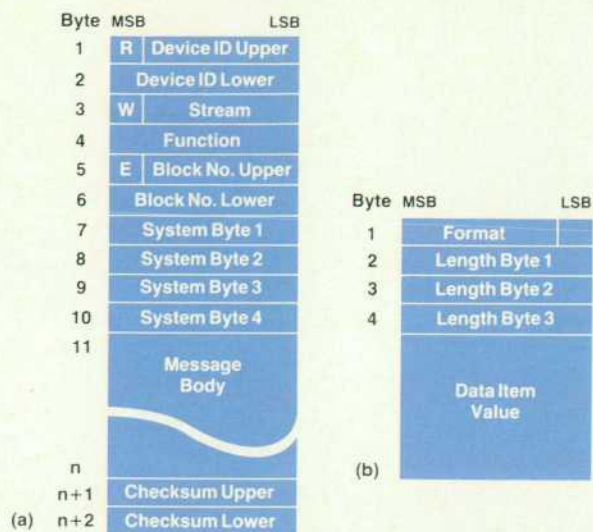 Byte MSB LSB
1 R Device ID Upper
2 Device ID Lower
3 W Stream
4 Function
5 E Block No. Upper
6 Block No. Lower
7 System Byte 1
8 System Byte 2
9 System Byte 3
10 System Byte 4
11
Message
Body
n
n+1 Checksum Upper
(a) n+2 Checksum Lower
Byte MSB LSB
1 Format
2 Length Byte 1
3 Length Byte 2
4 Length Byte 3
Data Item
Value
(b)